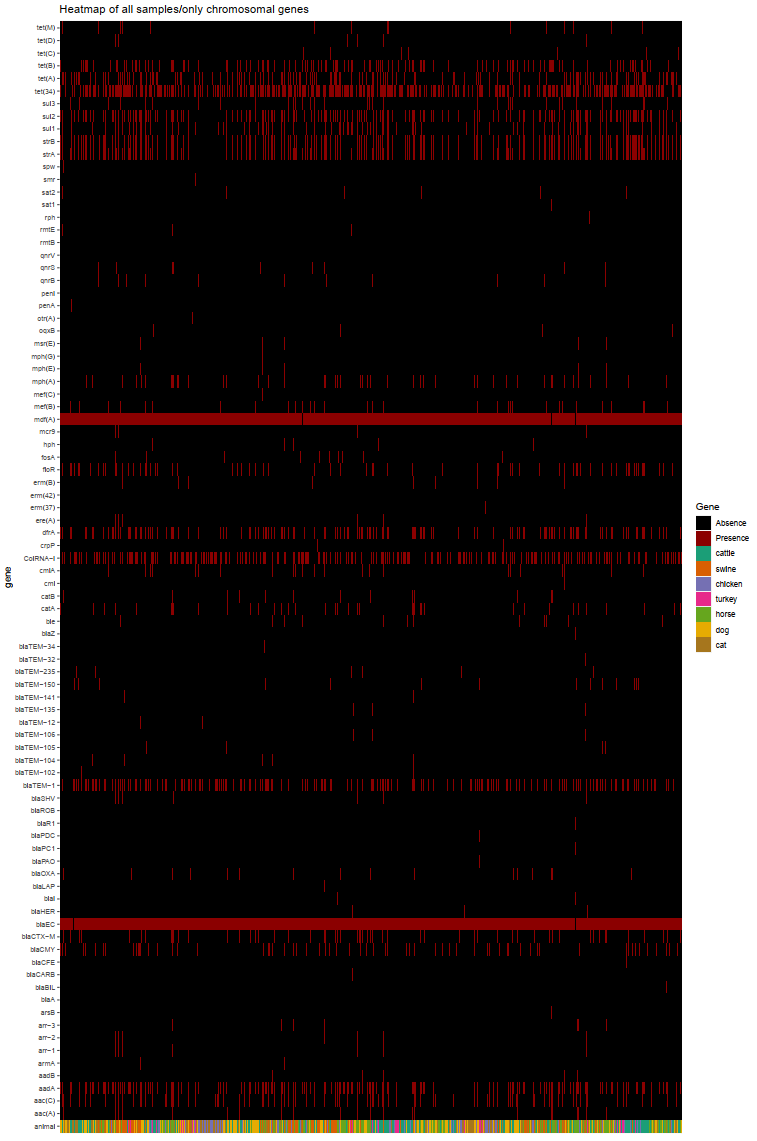 Heatmap of all samples/only chromosomal genes
tet(M)
tet(D)
tet(C)
tet(B)
tet(A)
tet(34)
sul3
sul2
sul1
strB
strA
spw
smr
sat2
sat1
rph
rmtE
rmtB
qnrV
qnrS
qnrB
penI
penA
otr(A)
oqxB
msr(E)
mph(G)
mph(E)
mph(A)
mef(C)
mef(B)
mdf(A)
mcr9
hph
fosA
floR
erm(B)
erm(42)
erm(37)
ere(A)
dfrA
crpP
ColRNA-I
cmlA
cml
catB
catA
ble
blaZ
blaTEM-34
blaTEM-32
blaTEM-235
blaTEM-150
blaTEM-141
blaTEM-135
blaTEM-12
blaTEM-106
blaTEM-105
blaTEM-104
blaTEM-102
blaTEM-1
blaSHV
blaROB
blaR1
blaPDC
blaPC1
blaPAO
blaOXA
blaLAP
blaI
blaHER
blaEC
blaCTX-M
blaCMY
blaCFE
blaCARB
blaBIL
blaA
arsB
arr-3
arr-2
arr-1
armA
aadB
aadA
aac(C)
aac(A)
animal
gene
Gene
Absence
Presence
cattle
swine
chicken
turkey
horse
dog
cat